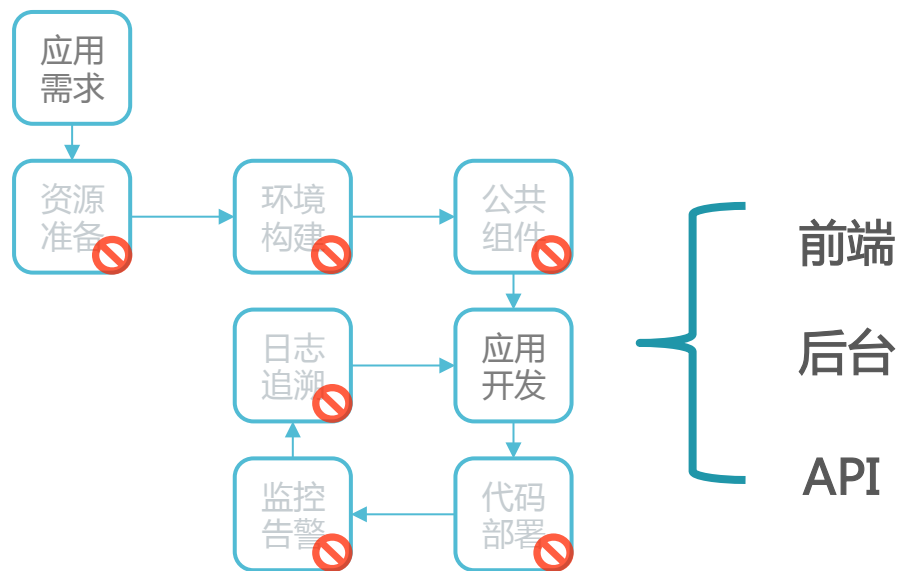 应用
需求
资源
准备
环境
构建
公共
组件
日志
追溯
应用
开发
监控
告警
代码
部署
前端
后台
API